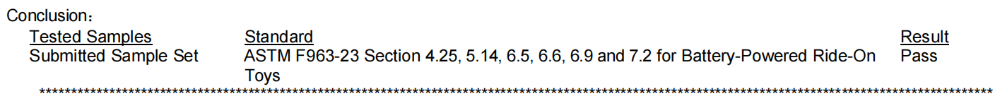 Conclusion：
Tested Samples Standard Result
Submitted Sample Set ASTM F963-23 Section 4.25, 5.14, 6.5, 6.6, 6.9 and 7.2 for Battery-Powered Ride-On Pass
Toys
****************************************************************************************************************************************************************